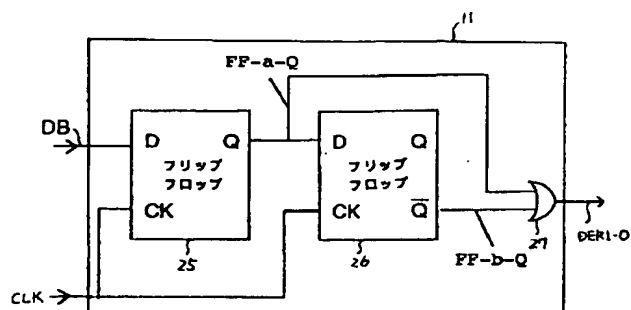 11
FF-a-Q
DB
D Q
フリップ
フロップ
CK
25
D Q
フリップ
フロップ
CK Q̅
26
27
DER1-O
FF-b-Q
CLK